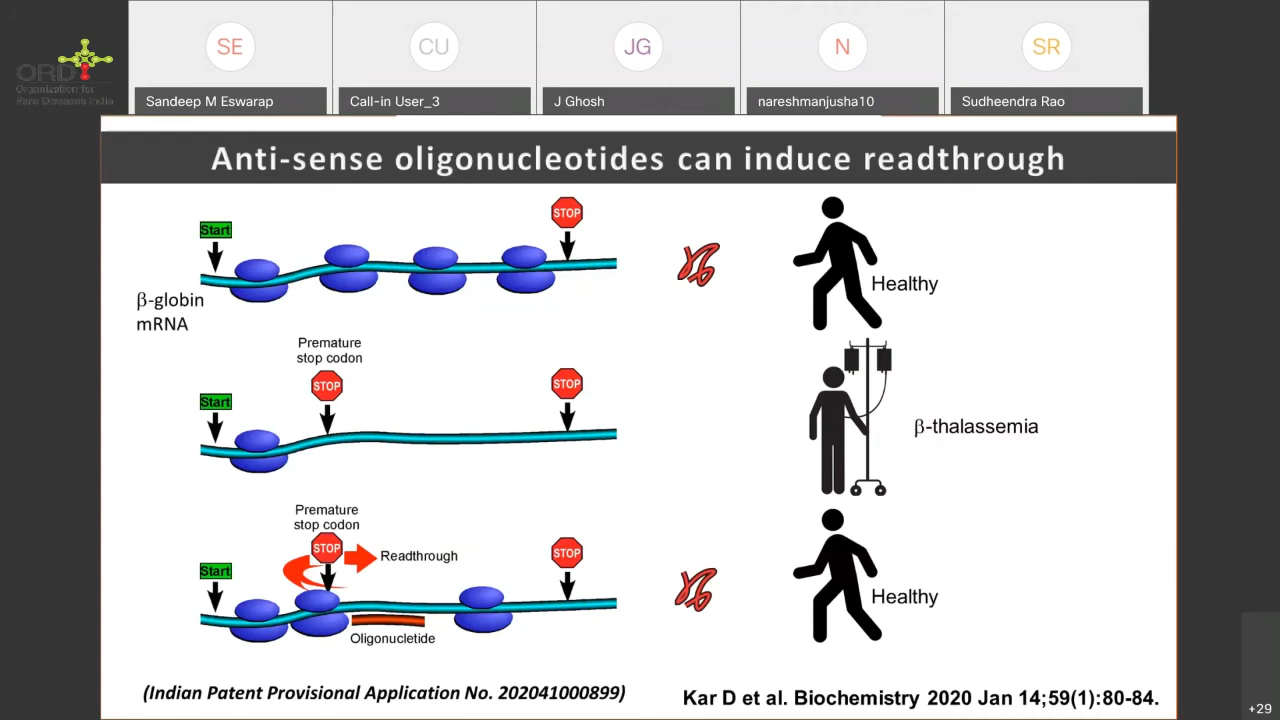 ORDI
Organization for
Rare Diseases India
SE
CU
JG
N
SR
Sandeep M Eswarap
Call-in User_3
J Ghosh
nareshmanjusha10
Sudheendra Rao
Anti-sense oligonucleotides can induce readthrough
Start
STOP
β-globin
mRNA
Healthy
Premature
stop codon
Start
STOP
STOP
β-thalassemia
Premature
stop codon
Start
STOP
Readthrough
STOP
Oligonucletide
Healthy
(Indian Patent Provisional Application No. 202041000899)
Kar D et al. Biochemistry 2020 Jan 14;59(1):80-84.
+29